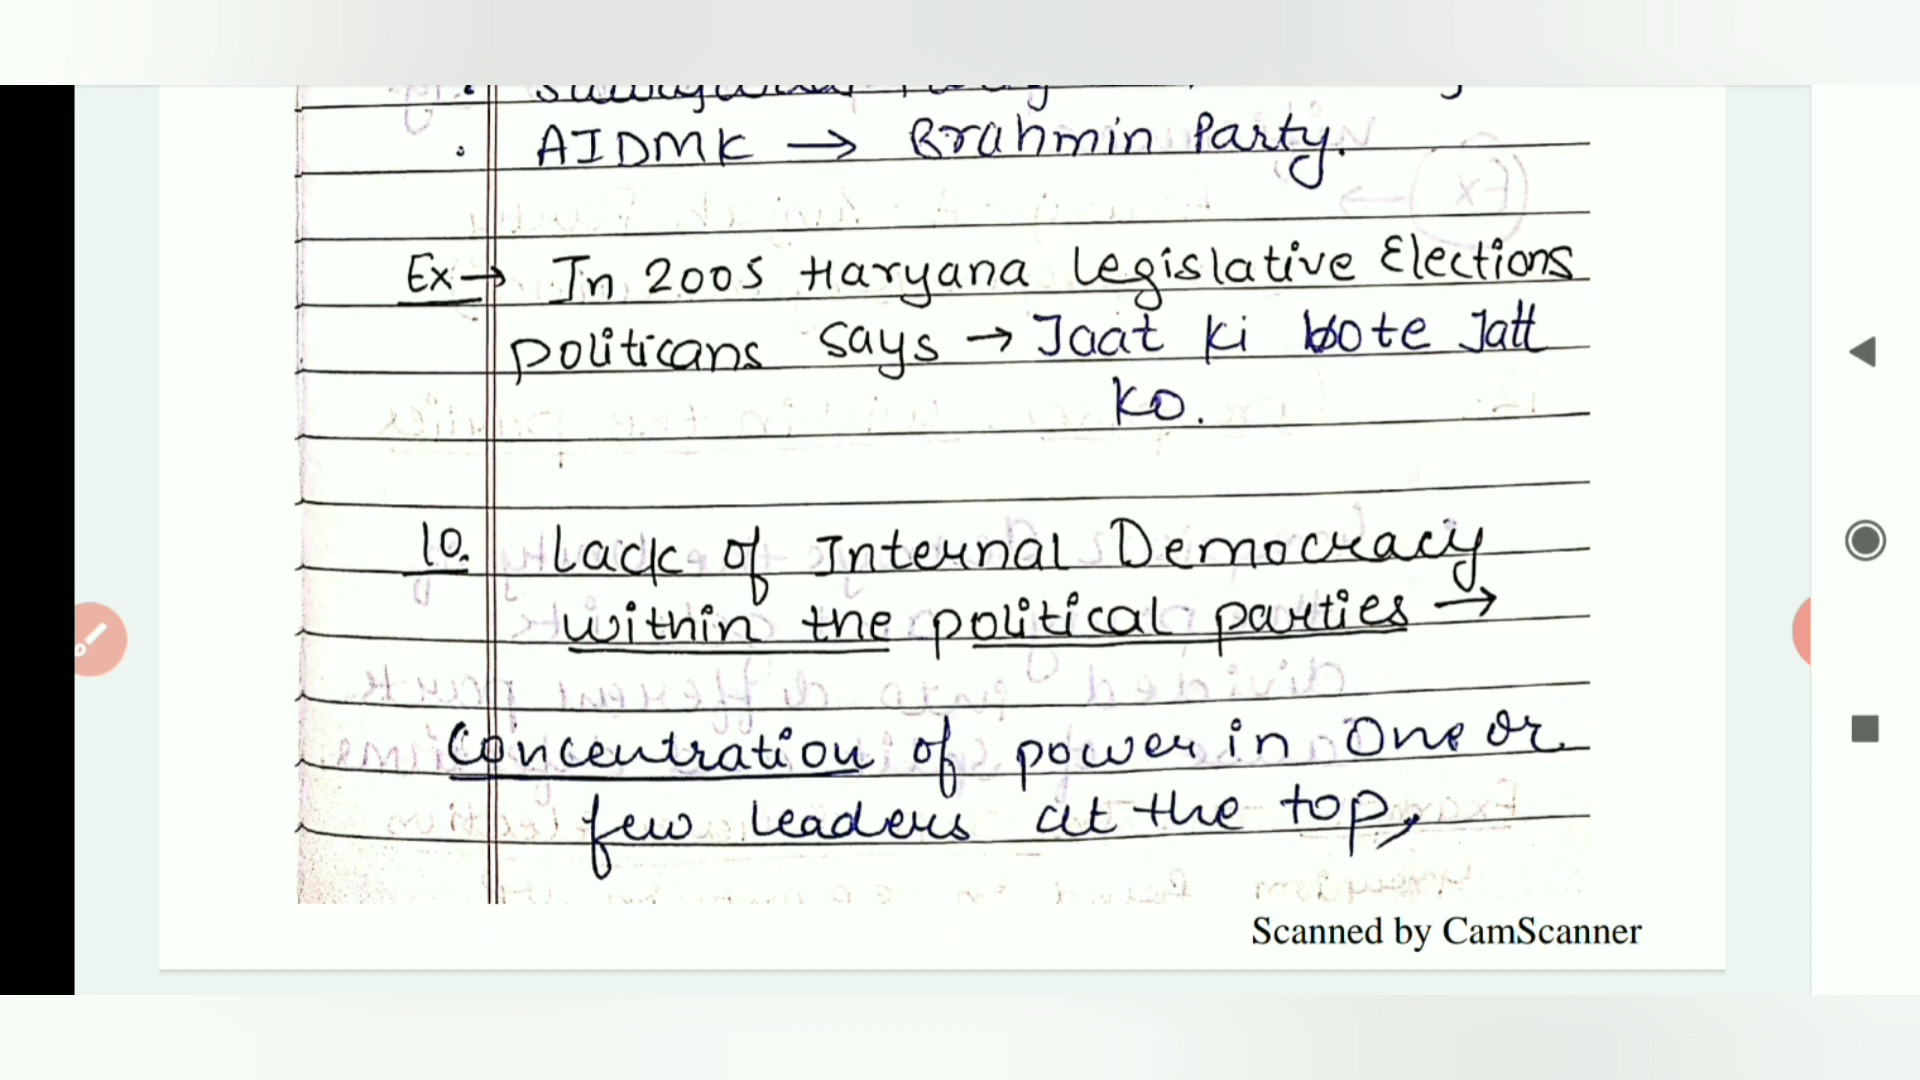 . AIDMK → Brahmin Party.
Ex → In 2005 Haryana Legislative Elections
politicans says → Jaat ki vote Jatt
Ko.
10. Lack of Internal Democracy
within the political parties →
Concentration of power in One or
few leaders at the top,
Scanned by CamScanner